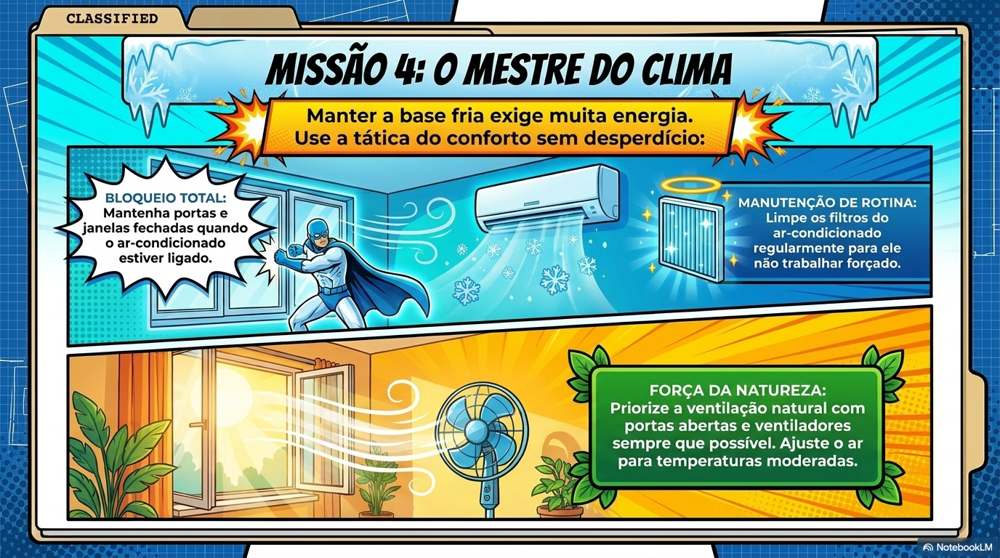 CLASSIFIED
MISSÃO 4: O MESTRE DO CLIMA
Manter a base fria exige muita energia.
Use a tática do conforto sem desperdício:
BLOQUEIO TOTAL:
Mantenha portas e
janelas fechadas quando
o ar-condicionado
estiver ligado.
MANUTENÇÃO DE ROTINA:
Limpe os filtros do
ar-condicionado
regularmente para ele
não trabalhar forçado.
FORÇA DA NATUREZA:
Priorize a ventilação natural com
portas abertas e ventiladores
sempre que possível. Ajuste o ar
para temperaturas moderadas.
NotebookLM